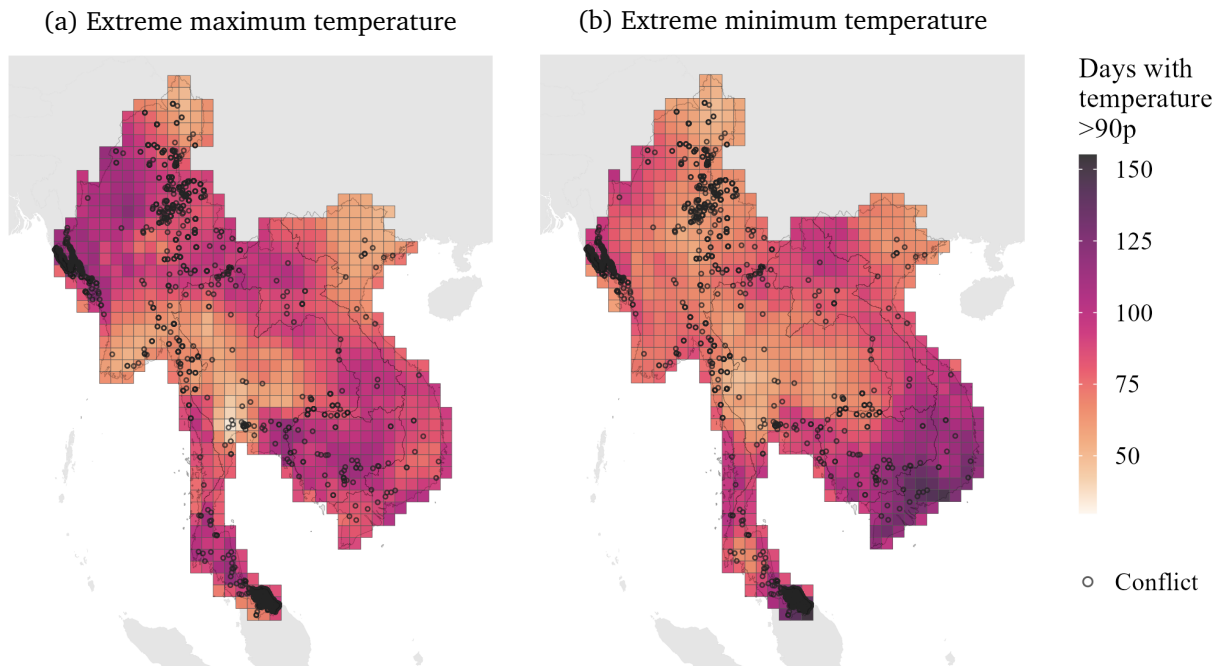 (a) Extreme maximum temperature
(b) Extreme minimum temperature
Days with
temperature
>90p
150
125
100
75
50
Conflict